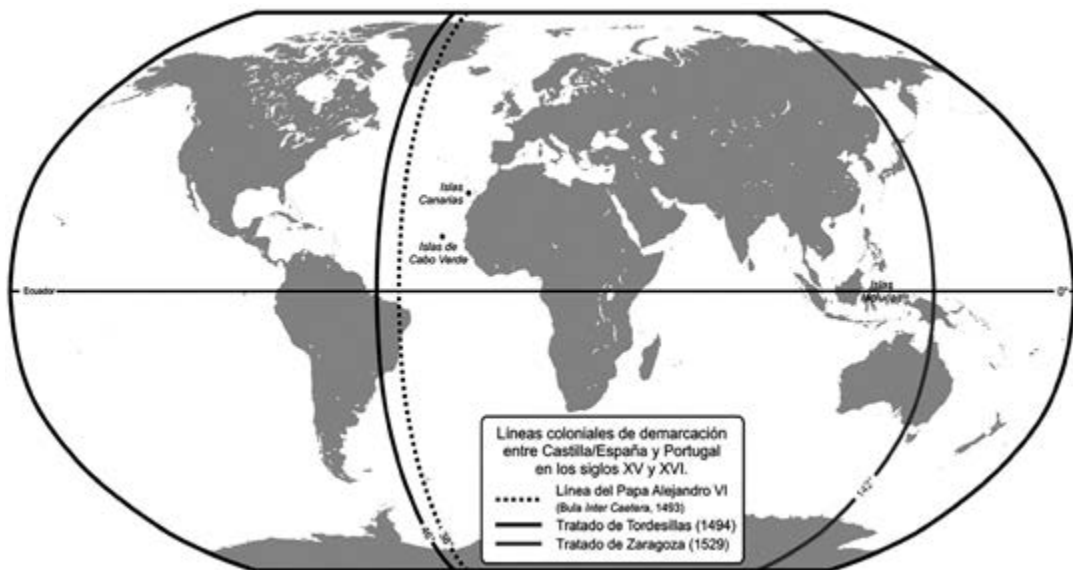 Islas
Canarias
Islas de
Cabo Verde
Ecuador
Islas
0°
Líneas coloniales de demarcación
entre Castilla/España y Portugal
en los siglos XV y XVI.
Línea del Papa Alejandro VI
(Bula Inter Caetera, 1493)
Tratado de Tordesillas (1494)
Tratado de Zaragoza (1529)
142°
46°
36°